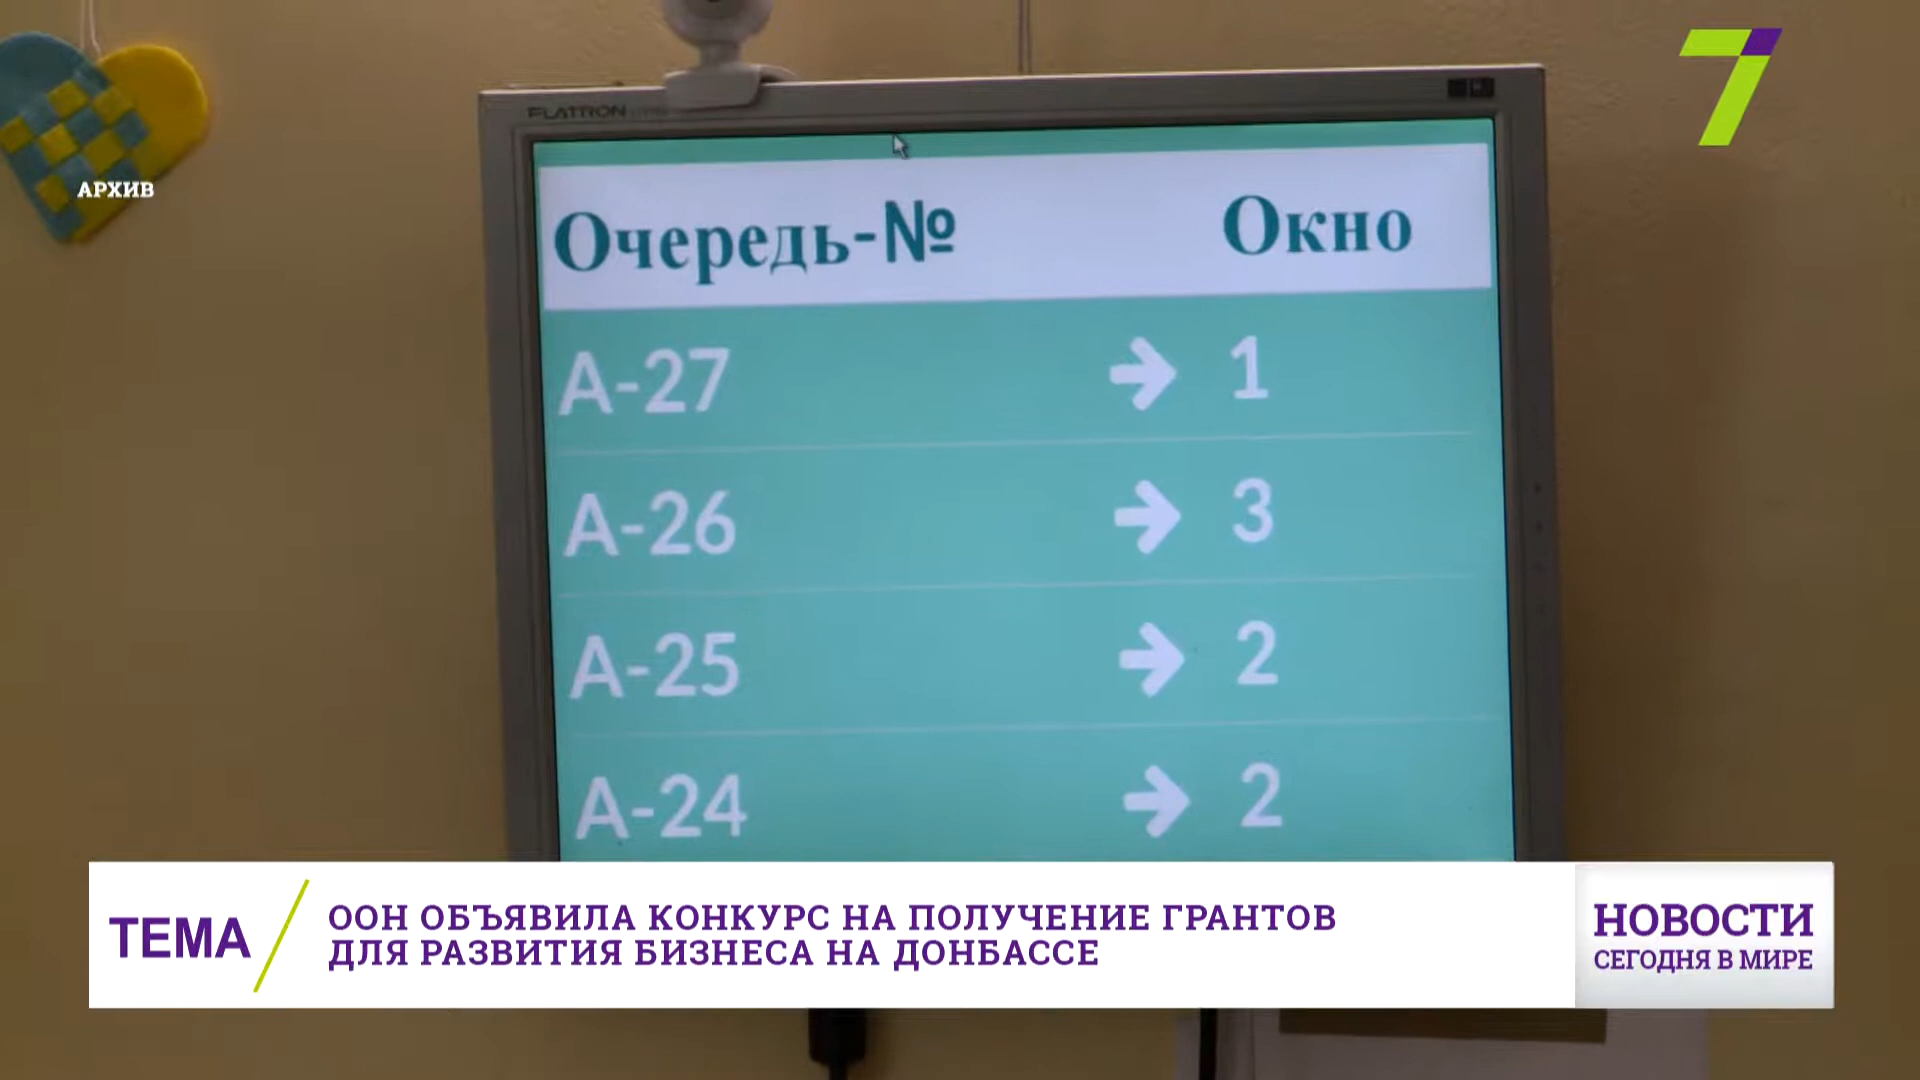 7
FLATRON
АРХИВ
Очередь-№ Окно
А-27 → 1
А-26 → 3
А-25 → 2
А-24 → 2
ТЕМА
ООН ОБЪЯВИЛА КОНКУРС НА ПОЛУЧЕНИЕ ГРАНТОВ
ДЛЯ РАЗВИТИЯ БИЗНЕСА НА ДОНБАССЕ
НОВОСТИ
СЕГОДНЯ В МИРЕ